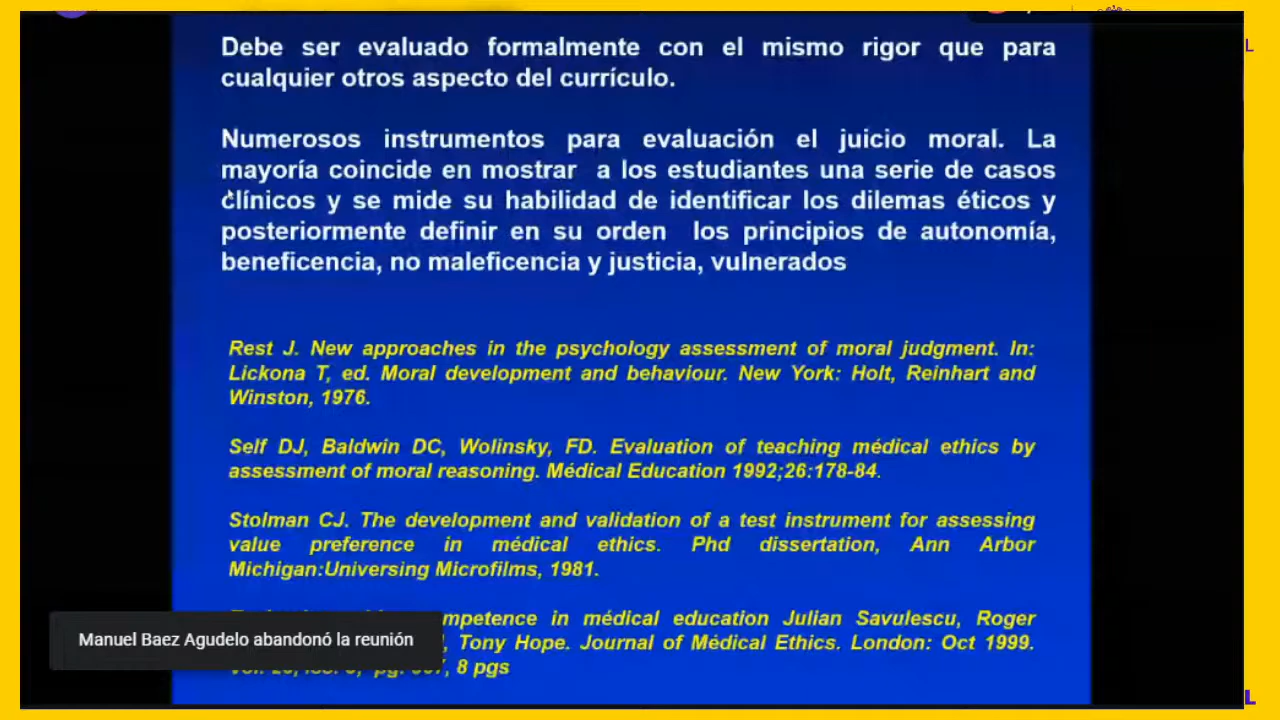 L
Debe ser evaluado formalmente con el mismo rigor que para
cualquier otros aspecto del currículo.
Numerosos instrumentos para evaluación el juicio moral. La
mayoría coincide en mostrar a los estudiantes una serie de casos
clínicos y se mide su habilidad de identificar los dilemas éticos y
posteriormente definir en su orden los principios de autonomía,
beneficencia, no maleficencia y justicia, vulnerados
Rest J. New approaches in the psychology assessment of moral judgment. In:
Lickona T, ed. Moral development and behaviour. New York: Holt, Reinhart and
Winston, 1976.
Self DJ, Baldwin DC, Wolinsky, FD. Evaluation of teaching médical ethics by
assessment of moral reasoning. Médical Education 1992;26:178-84.
Stolman CJ. The development and validation of a test instrument for assessing
value preference in médical ethics. Phd dissertation, Ann Arbor
Michigan:Universing Microfilms, 1981.
in médical education Julian Savulescu, Roger
Tony Hope. Journal of Médical Ethics. London: Oct 1999.
8 pgs
Manuel Baez Agudelo abandonó la reunión
L